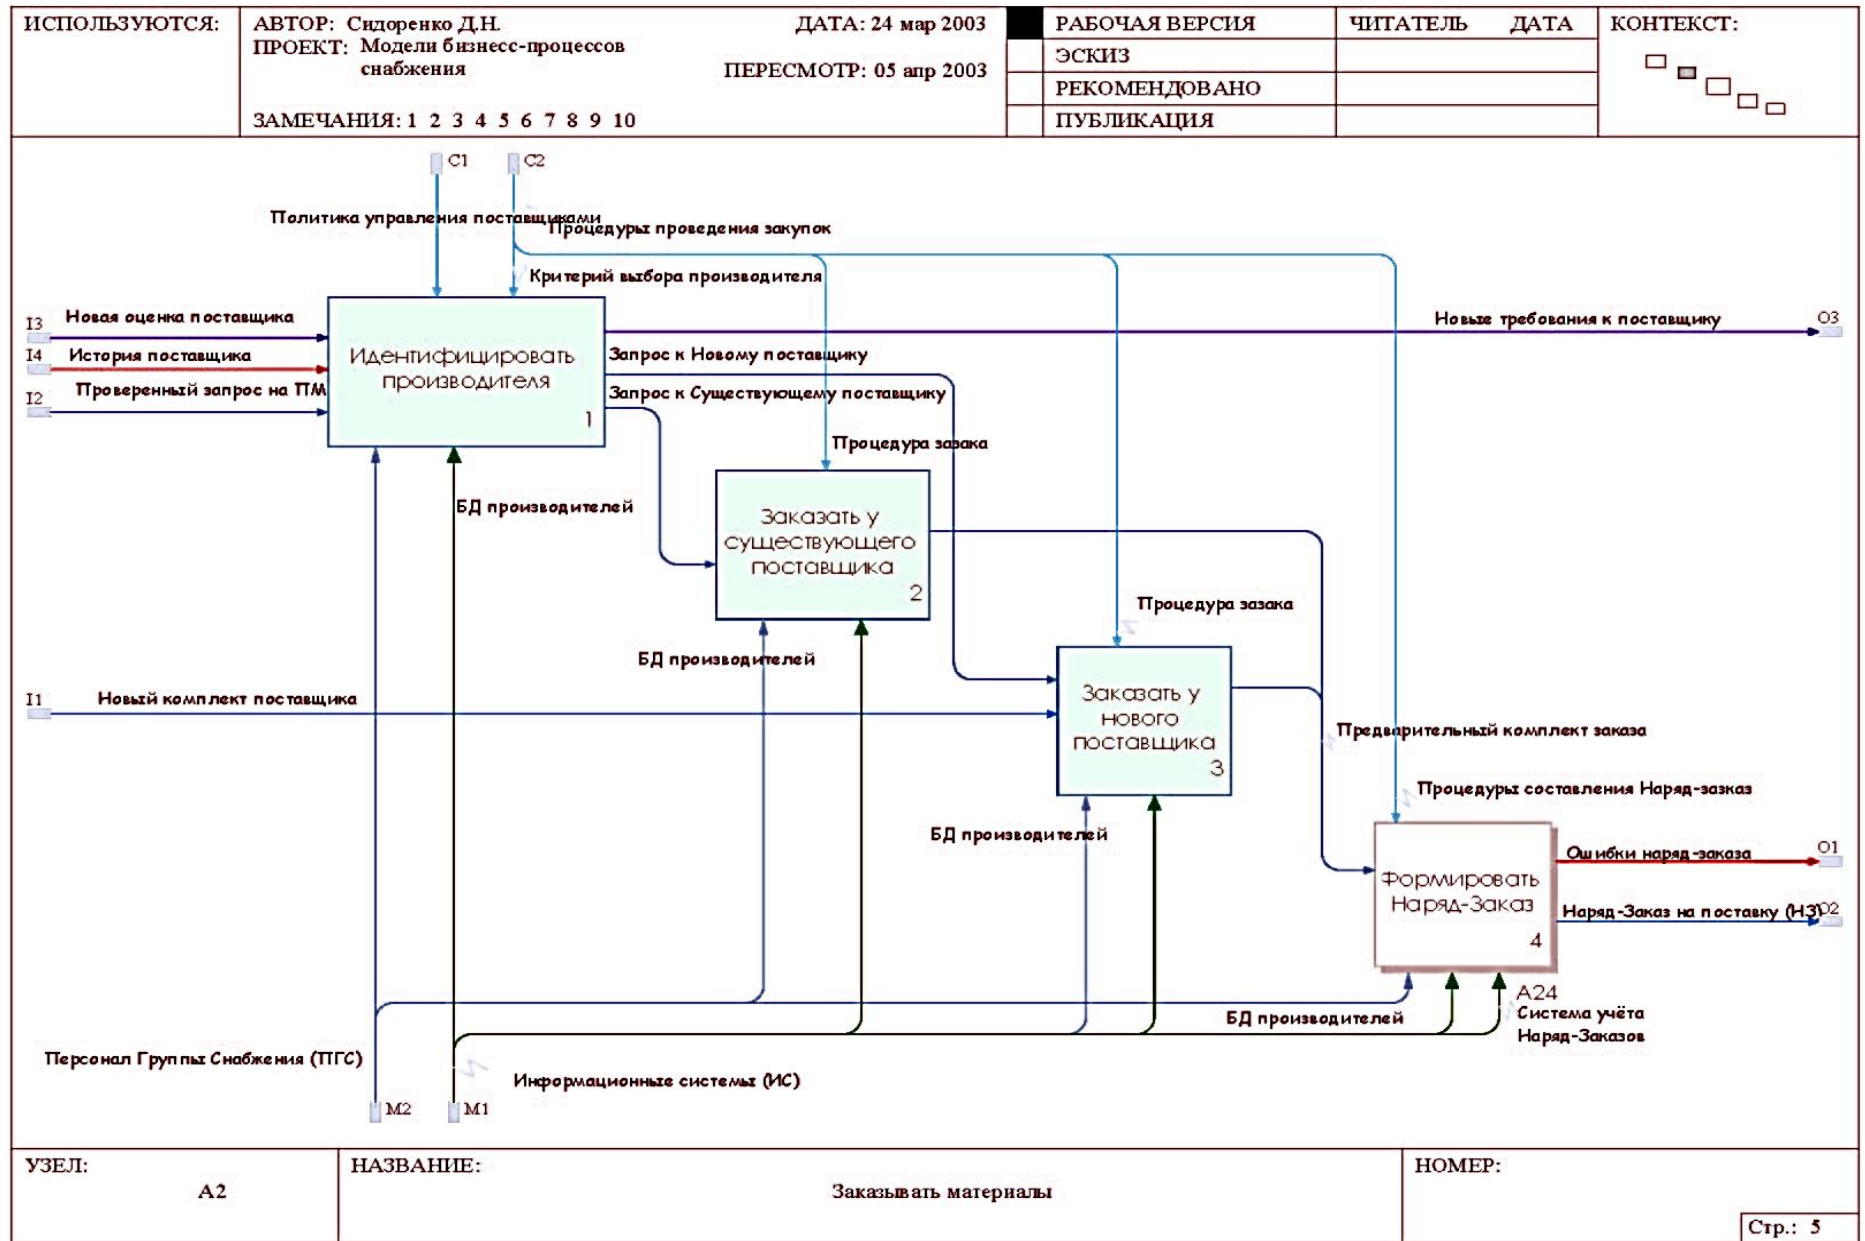 ИСПОЛЬЗУЮТСЯ:
АВТОР: Сидоренко Д.Н.
ДАТА: 24 мар 2003
ПРОЕКТ: Модели бизнесс-процессов
снабжения
ПЕРЕСМОТР: 05 апр 2003
ЗАМЕЧАНИЯ: 1 2 3 4 5 6 7 8 9 10
РАБОЧАЯ ВЕРСИЯ
ЭСКИЗ
РЕКОМЕНДОВАНО
ПУБЛИКАЦИЯ
ЧИТАТЕЛЬ ДАТА
КОНТЕКСТ:
C1
C2
Политика управления поставщиками
Процедуры проведения закупок
Критерий выбора производителя
I3
Новая оценка поставщика
I4
История поставщика
I2
Проверенный запрос на ПМ
Идентифицировать
производителя
1
Новые требования к поставщику
O3
Запрос к Новому поставщику
Запрос к Существующему поставщику
Процедура зазака
БД производителей
Заказать у
существующего
поставщика
2
Процедура зазака
БД производителей
I1
Новый комплект поставщика
Заказать у
нового
поставщика
3
Предварительный комплект заказа
Процедуры составления Наряд-зазказ
БД производителей
Формировать
Наряд-Заказ
4
Ошибки наряд-заказа
O1
Наряд-Заказ на поставку (НЗ)
O2
A24
БД производителей
Система учёта
Наряд-Заказов
Персонал Группы Снабжения (ПГС)
Информационные системы (ИС)
M2
M1
УЗЕЛ:
A2
НАЗВАНИЕ:
Заказывать материалы
НОМЕР:
Стр.: 5